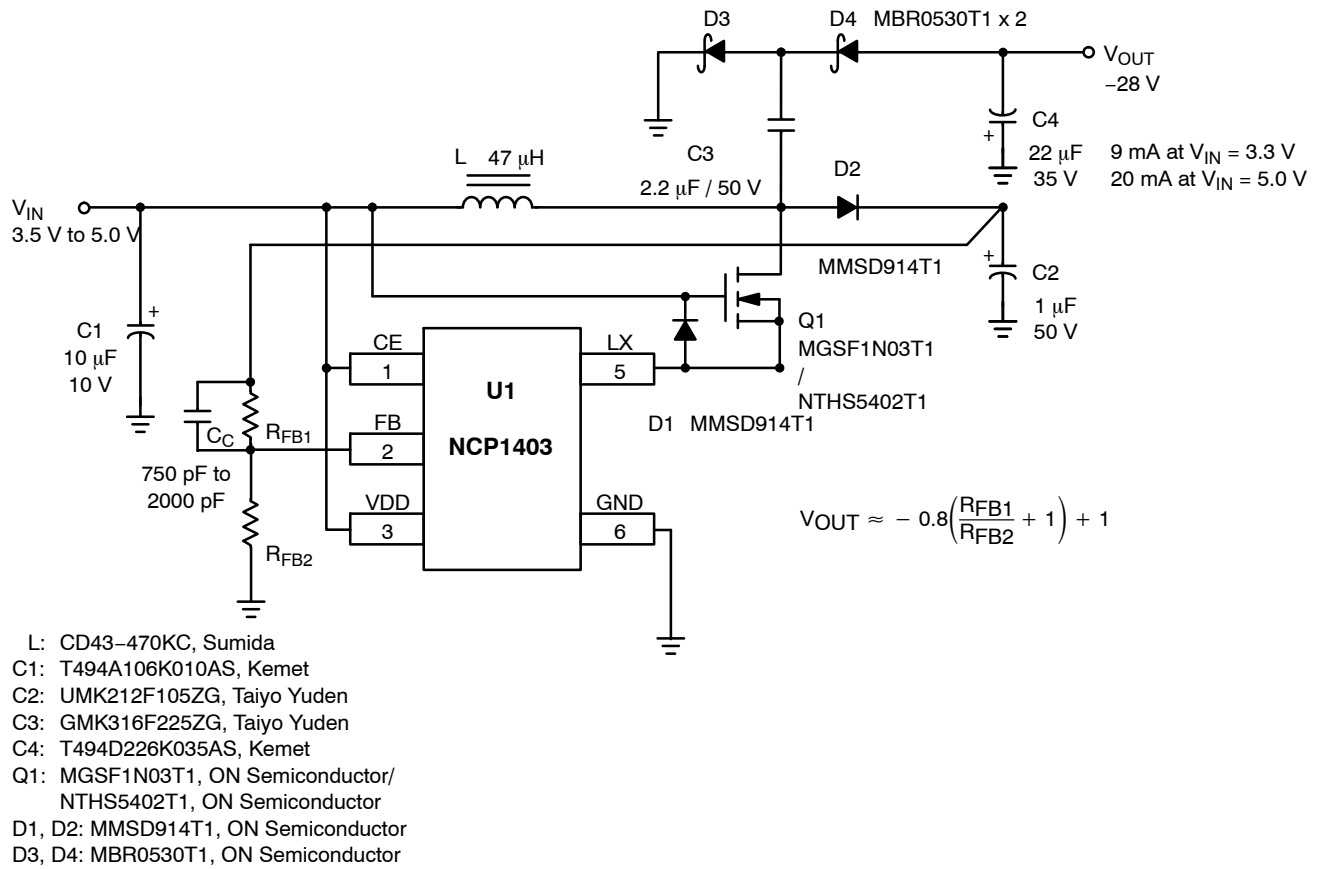 D3
D4 MBR0530T1 x 2
VOUT
−28 V
C4
22 μF
35 V
9 mA at VIN = 3.3 V
20 mA at VIN = 5.0 V
L 47 μH
C3
2.2 μF / 50 V
D2
VIN
3.5 V to 5.0 V
MMSD914T1
+
C2
1 μF
50 V
+
+
C1
10 μF
10 V
Q1
MGSF1N03T1
/
NTHS5402T1
D1 MMSD914T1
CE
1
LX
5
U1
NCP1403
FB
2
VDD
3
GND
6
CC
RFB1
750 pF to
2000 pF
RFB2
VOUT ≈ − 0.8(RFB1/RFB2 + 1) + 1
L: CD43−470KC, Sumida
C1: T494A106K010AS, Kemet
C2: UMK212F105ZG, Taiyo Yuden
C3: GMK316F225ZG, Taiyo Yuden
C4: T494D226K035AS, Kemet
Q1: MGSF1N03T1, ON Semiconductor/
NTHS5402T1, ON Semiconductor
D1, D2: MMSD914T1, ON Semiconductor
D3, D4: MBR0530T1, ON Semiconductor